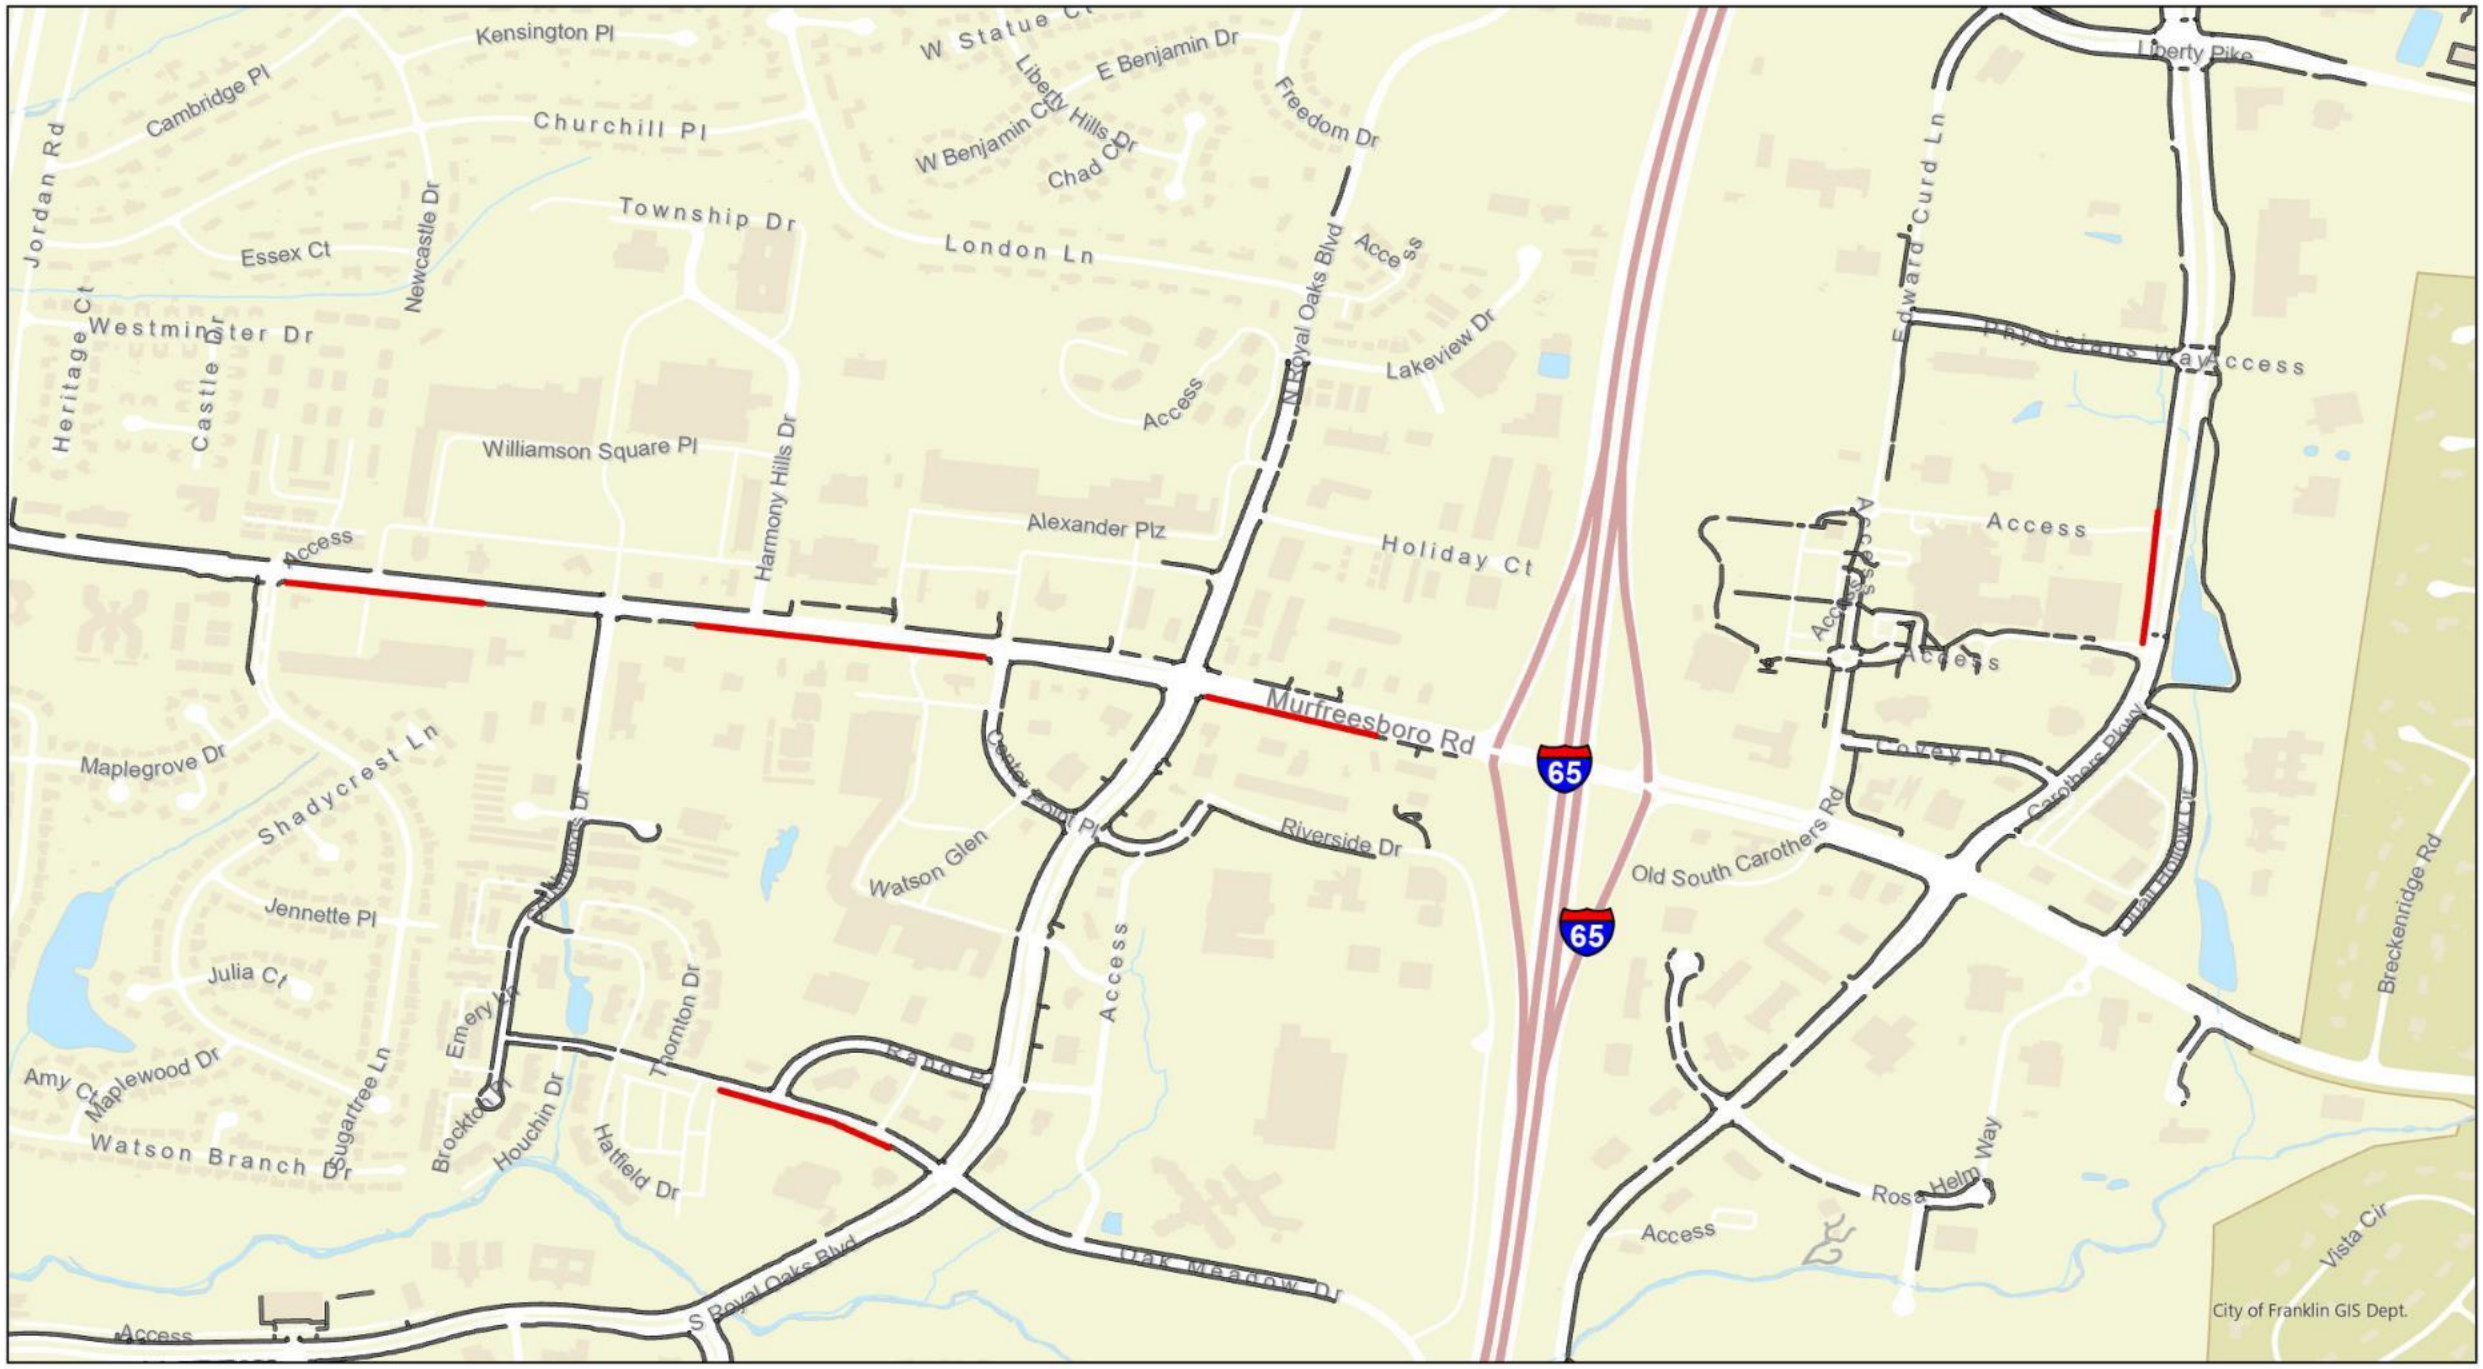 Kensington Pl
W Statue Ct
E Benjamin Dr
Liberty Pike
Cambridge Pl
Liberty Hills Dr
Freedom Dr
Churchill Pl
W Benjamin Ct
Chad Ct
Jordan Rd
Newcastle Dr
Township Dr
Edward Curd Ln
Essex Ct
London Ln
N Royal Oaks Blvd
Access
Westminster Dr
Heritage Ct
Castle Dr
Lakeview Dr
Physicians Way
Access
Access
Williamson Square Pl
Harmony Hills Dr
Alexander Plz
Holiday Ct
Access
Access
Access
Access
Access
Access
Murfreesboro Rd
65
Maplegrove Dr
Shadycrest Ln
Center Point Pl
Covey Dr
Carothers Pkwy
Riverside Dr
Old South Carothers Rd
Quail Hollow Cir
Watson Glen
Breckenridge Rd
Jennette Pl
65
Julia Ct
Thornton Dr
Access
Emery Ln
Amy Ct
Maplewood Dr
Sugartree Ln
Brockton Pl
Houchin Dr
Hatfield Dr
Watson Branch Dr
Rosa Helm Way
Access
Vista Cir
S Royal Oaks Blvd
Oak Meadow Dr
Access
City of Franklin GIS Dept.